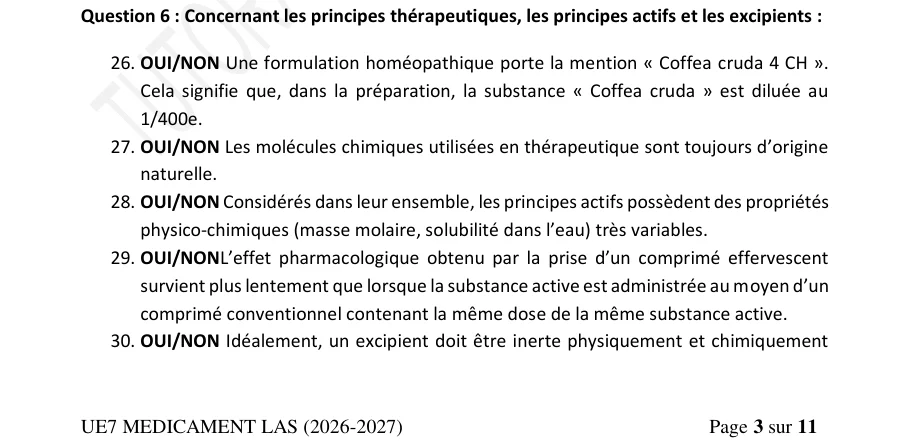 Question 6 : Concernant les principes thérapeutiques, les principes actifs et les excipients :
26. OUI/NON Une formulation homéopathique porte la mention « Coffea cruda 4 CH ».
Cela signifie que, dans la préparation, la substance « Coffea cruda » est diluée au
1/400e.
27. OUI/NON Les molécules chimiques utilisées en thérapeutique sont toujours d’origine
naturelle.
28. OUI/NON Considérés dans leur ensemble, les principes actifs possèdent des propriétés
physico-chimiques (masse molaire, solubilité dans l’eau) très variables.
29. OUI/NONL’effet pharmacologique obtenu par la prise d’un comprimé effervescent
survient plus lentement que lorsque la substance active est administrée au moyen d’un
comprimé conventionnel contenant la même dose de la même substance active.
30. OUI/NON Idéalement, un excipient doit être inerte physiquement et chimiquement
UE7 MEDICAMENT LAS (2026-2027) Page 3 sur 11